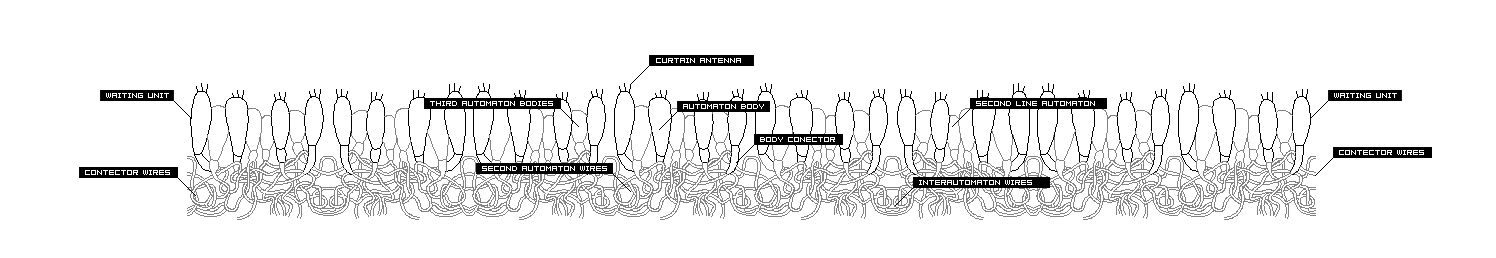 CURTAIN ANTENNA
WAITING UNIT
THIRD AUTOMATON BODIES
AUTOMATON BODY
SECOND LINE AUTOMATON
WAITING UNIT
BODY CONECTOR
CONTECTOR WIRES
SECOND AUTOMATON WIRES
INTERAUTOMATON WIRES
CONTECTOR WIRES